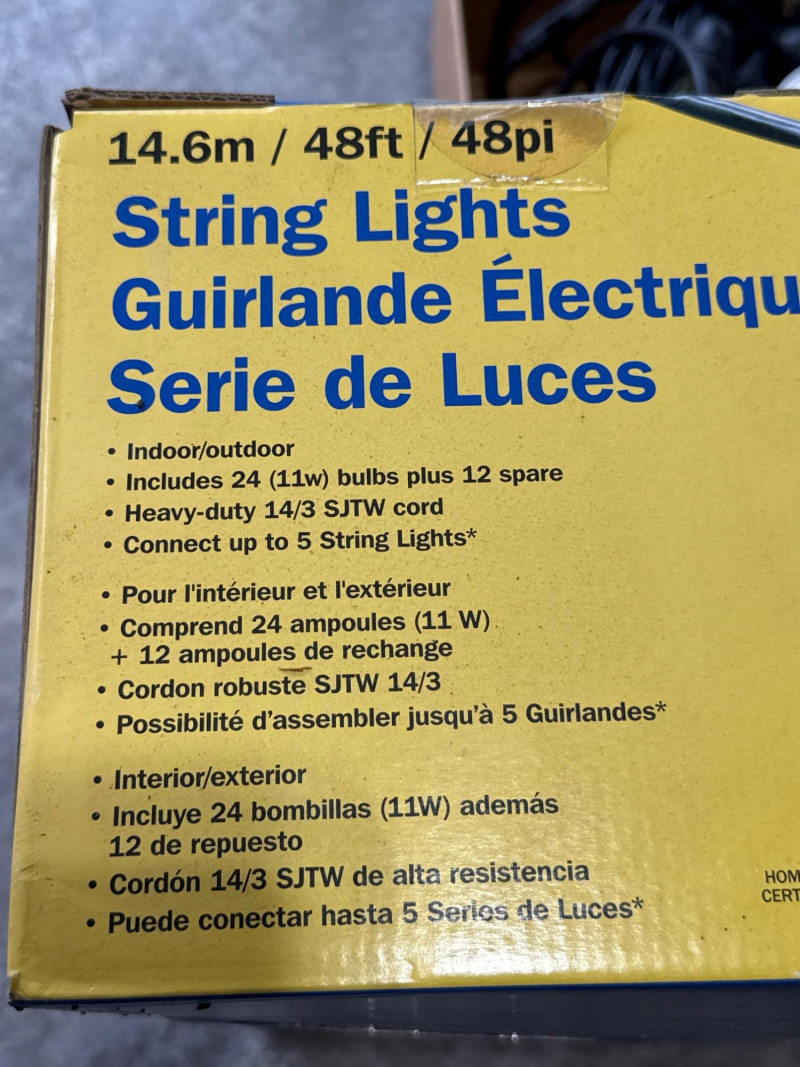 14.6m / 48ft / 48pi
String Lights
Guirlande Électriqu
Serie de Luces
• Indoor/outdoor
• Includes 24 (11w) bulbs plus 12 spare
• Heavy-duty 14/3 SJTW cord
• Connect up to 5 String Lights*
• Pour l'intérieur et l'extérieur
• Comprend 24 ampoules (11 W)
+ 12 ampoules de rechange
• Cordon robuste SJTW 14/3
• Possibilité d'assembler jusqu'à 5 Guirlandes*
• Interior/exterior
• Incluye 24 bombillas (11W) además
12 de repuesto
• Cordón 14/3 SJTW de alta resistencia
• Puede conectar hasta 5 Series de Luces*
HOM
CERT